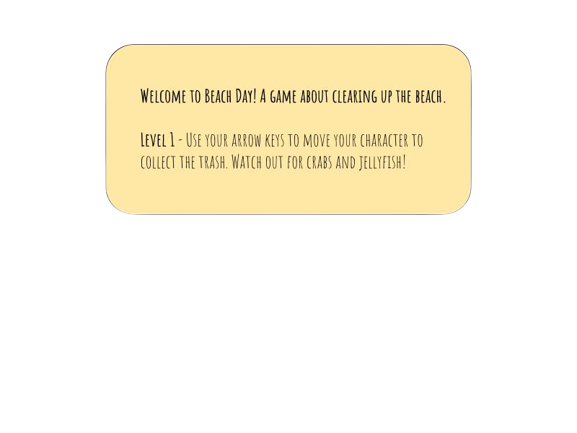 Welcome to Beach Day! A game about clearing up the beach.
Level 1 - Use your arrow keys to move your character to
collect the trash. Watch out for crabs and jellyfish!